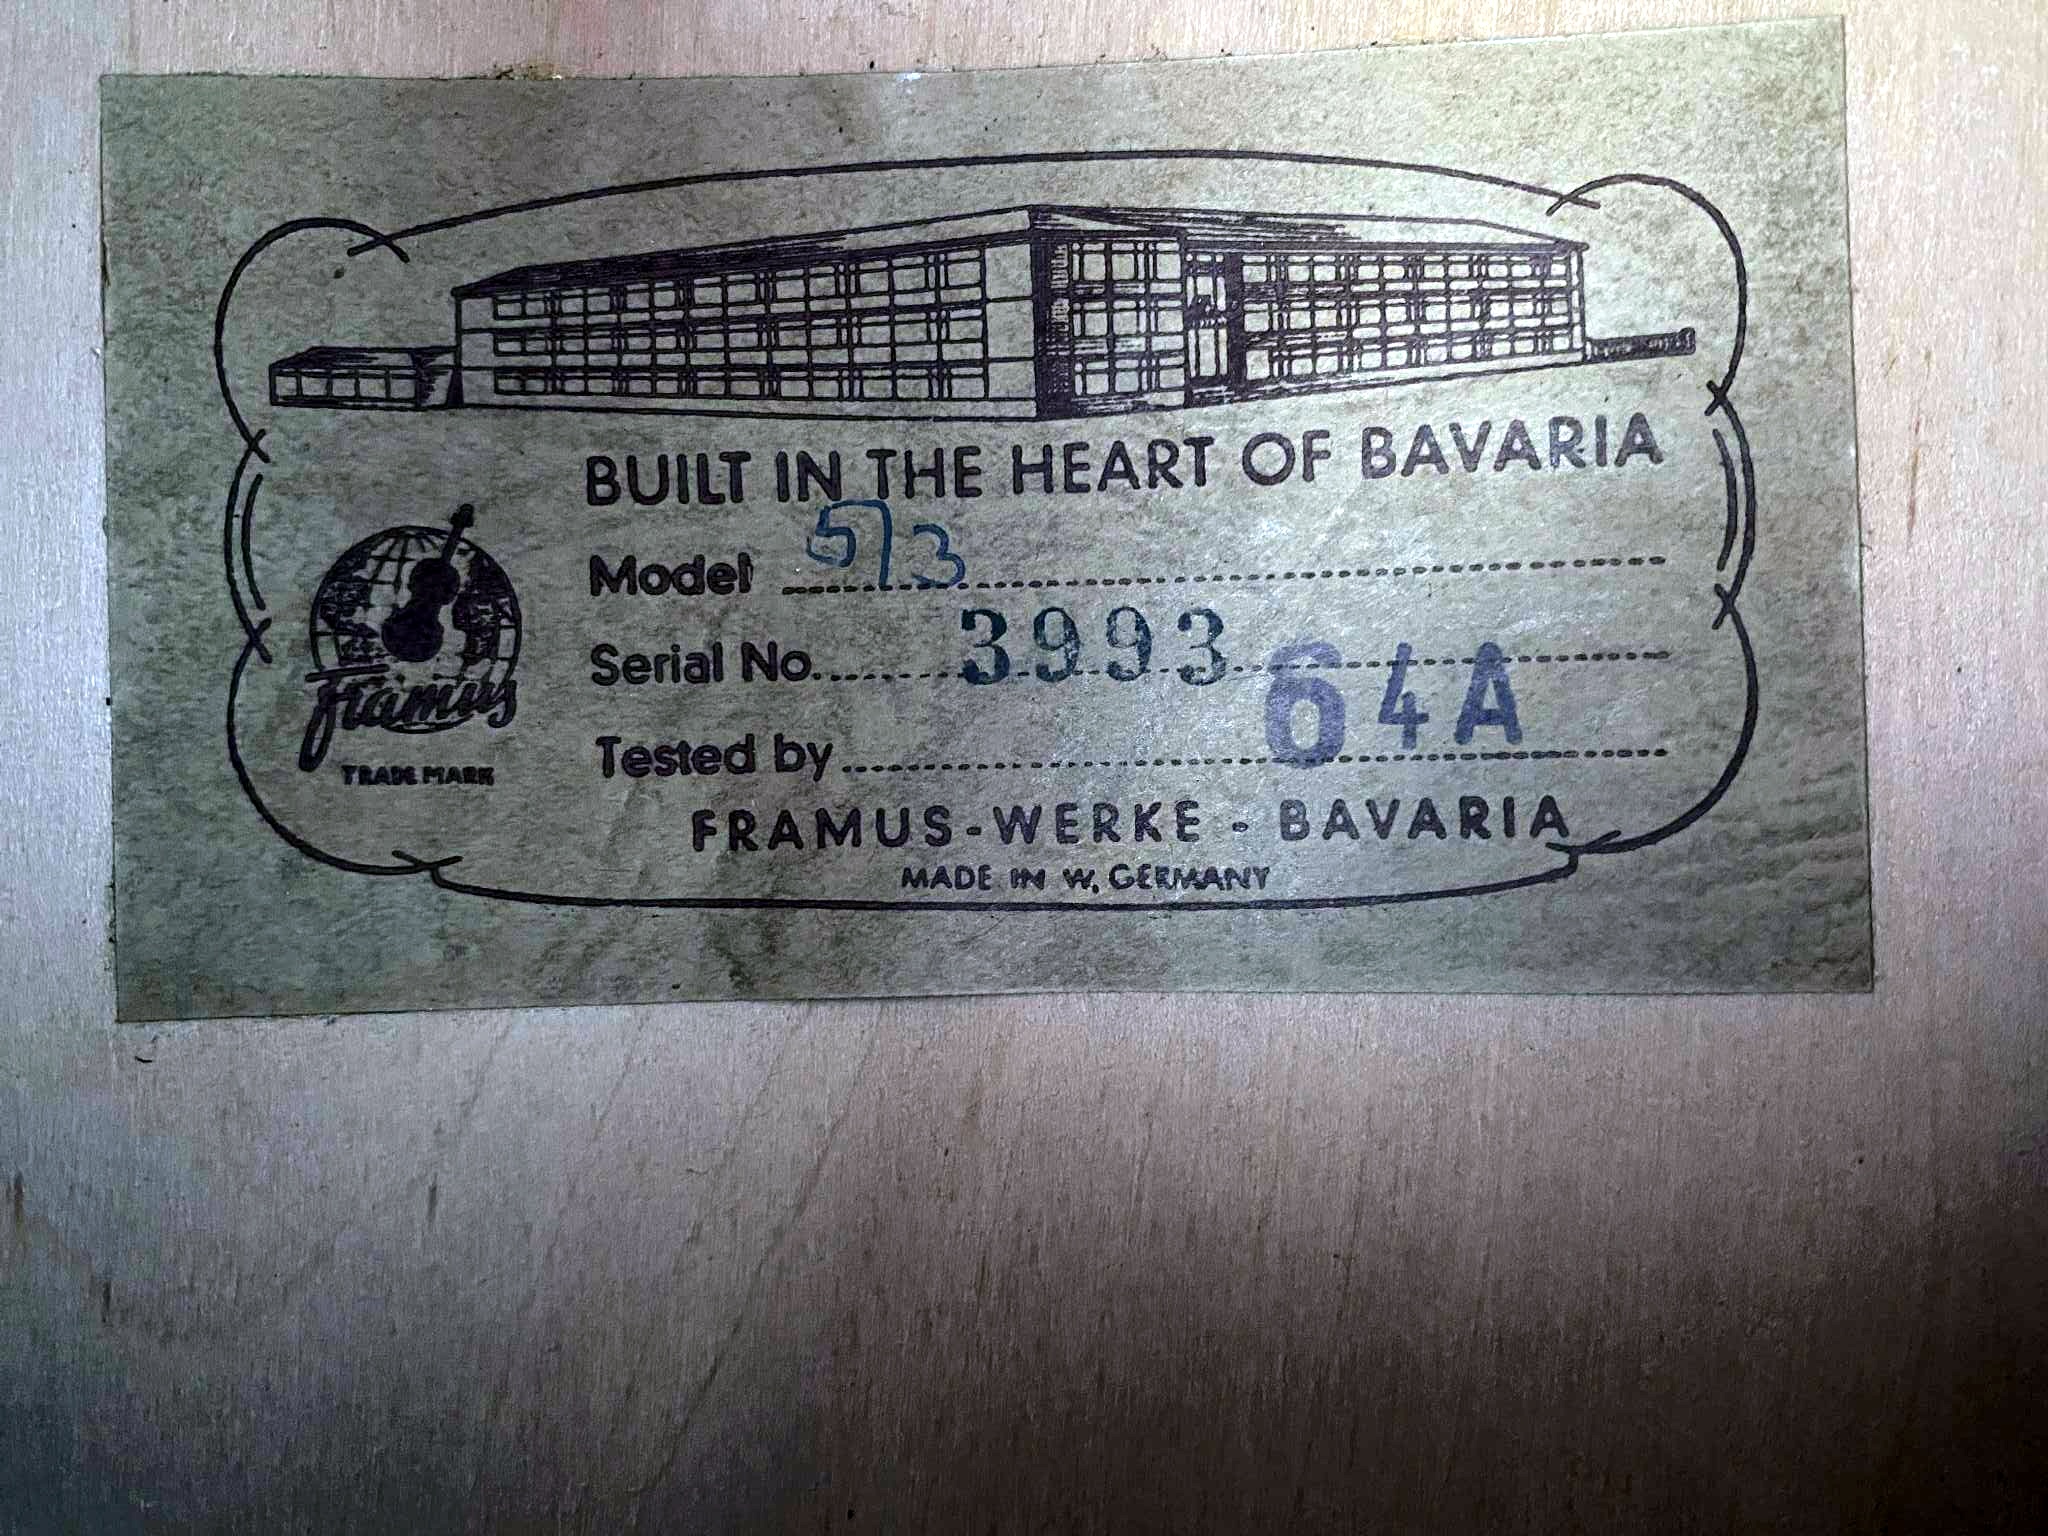 BUILT IN THE HEART OF BAVARIA
Model 5/3
Serial No. 3993
64A
Tested by
Framus
TRADE MARK
FRAMUS-WERKE - BAVARIA
MADE IN W. GERMANY